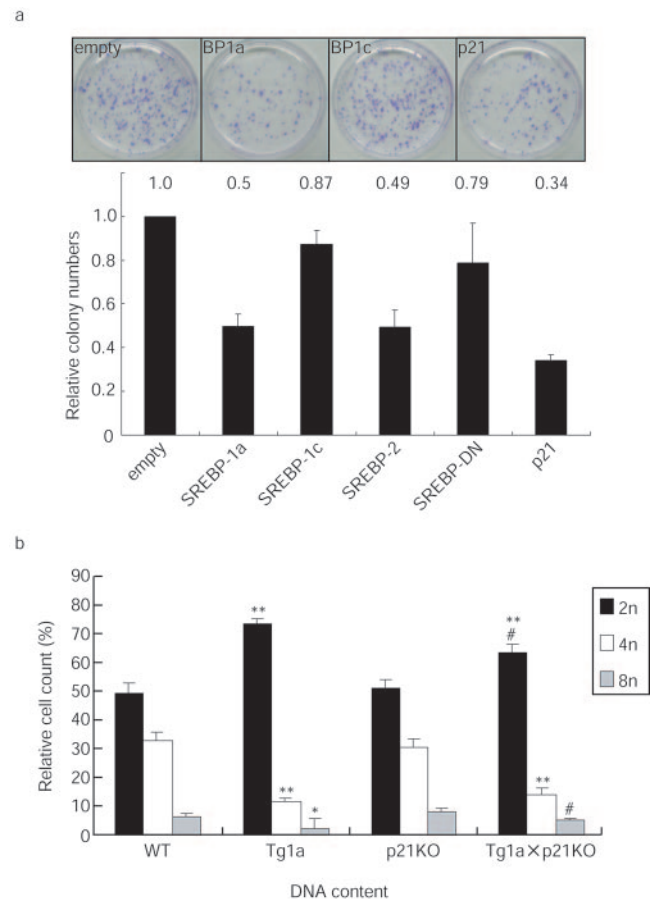 a
empty BP1a BP1c p21
1.0 0.5 0.87 0.49 0.79 0.34
Relative colony numbers
1.0
0.8
0.6
0.4
0.2
0
empty SREBP-1a SREBP-1c SREBP-2 SREBP-DN p21
b
Relative cell count (%)
90
80
70
60
50
40
30
20
10
0
** ** * ** # ** #
2n
4n
8n
WT Tg1a p21KO Tg1a×p21KO
DNA content